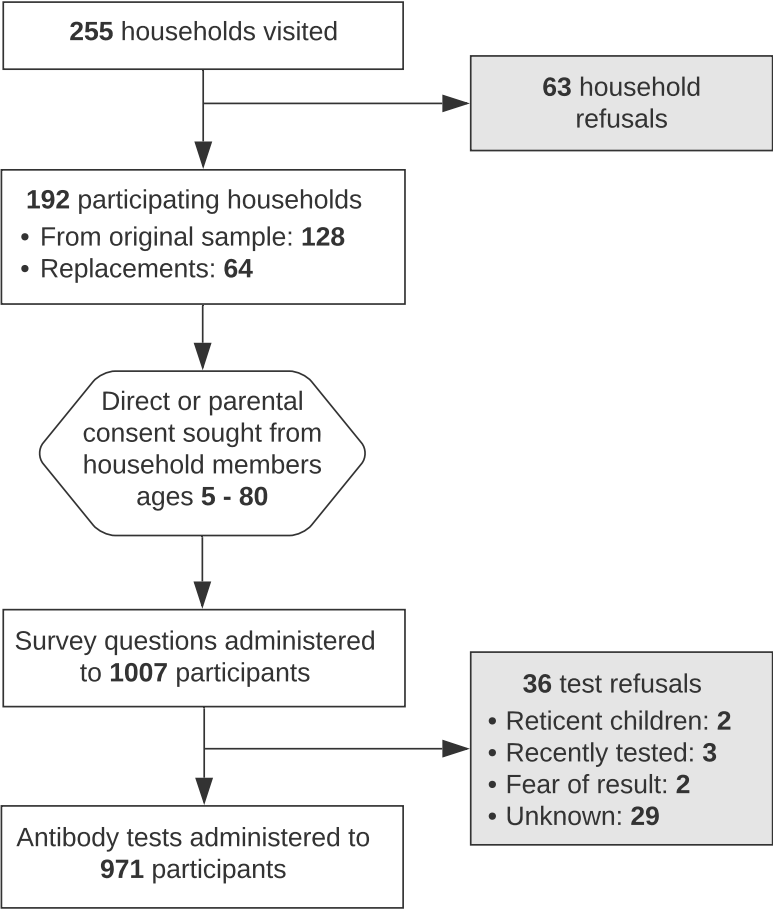 255 households visited
63 household
refusals
192 participating households
• From original sample: 128
• Replacements: 64
Direct or parental
consent sought from
household members
ages 5 - 80
Survey questions administered
to 1007 participants
36 test refusals
• Reticent children: 2
• Recently tested: 3
• Fear of result: 2
• Unknown: 29
Antibody tests administered to
971 participants